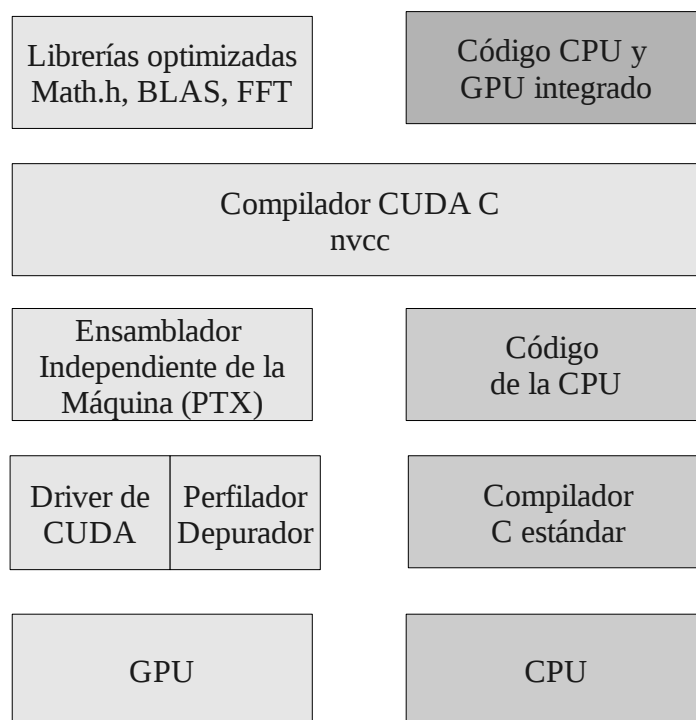 Librerías optimizadas
Math.h, BLAS, FFT
Código CPU y
GPU integrado
Compilador CUDA C
nvcc
Ensamblador
Independiente de la
Máquina (PTX)
Código
de la CPU
Driver de
CUDA
Perfilador
Depurador
Compilador
C estándar
GPU
CPU